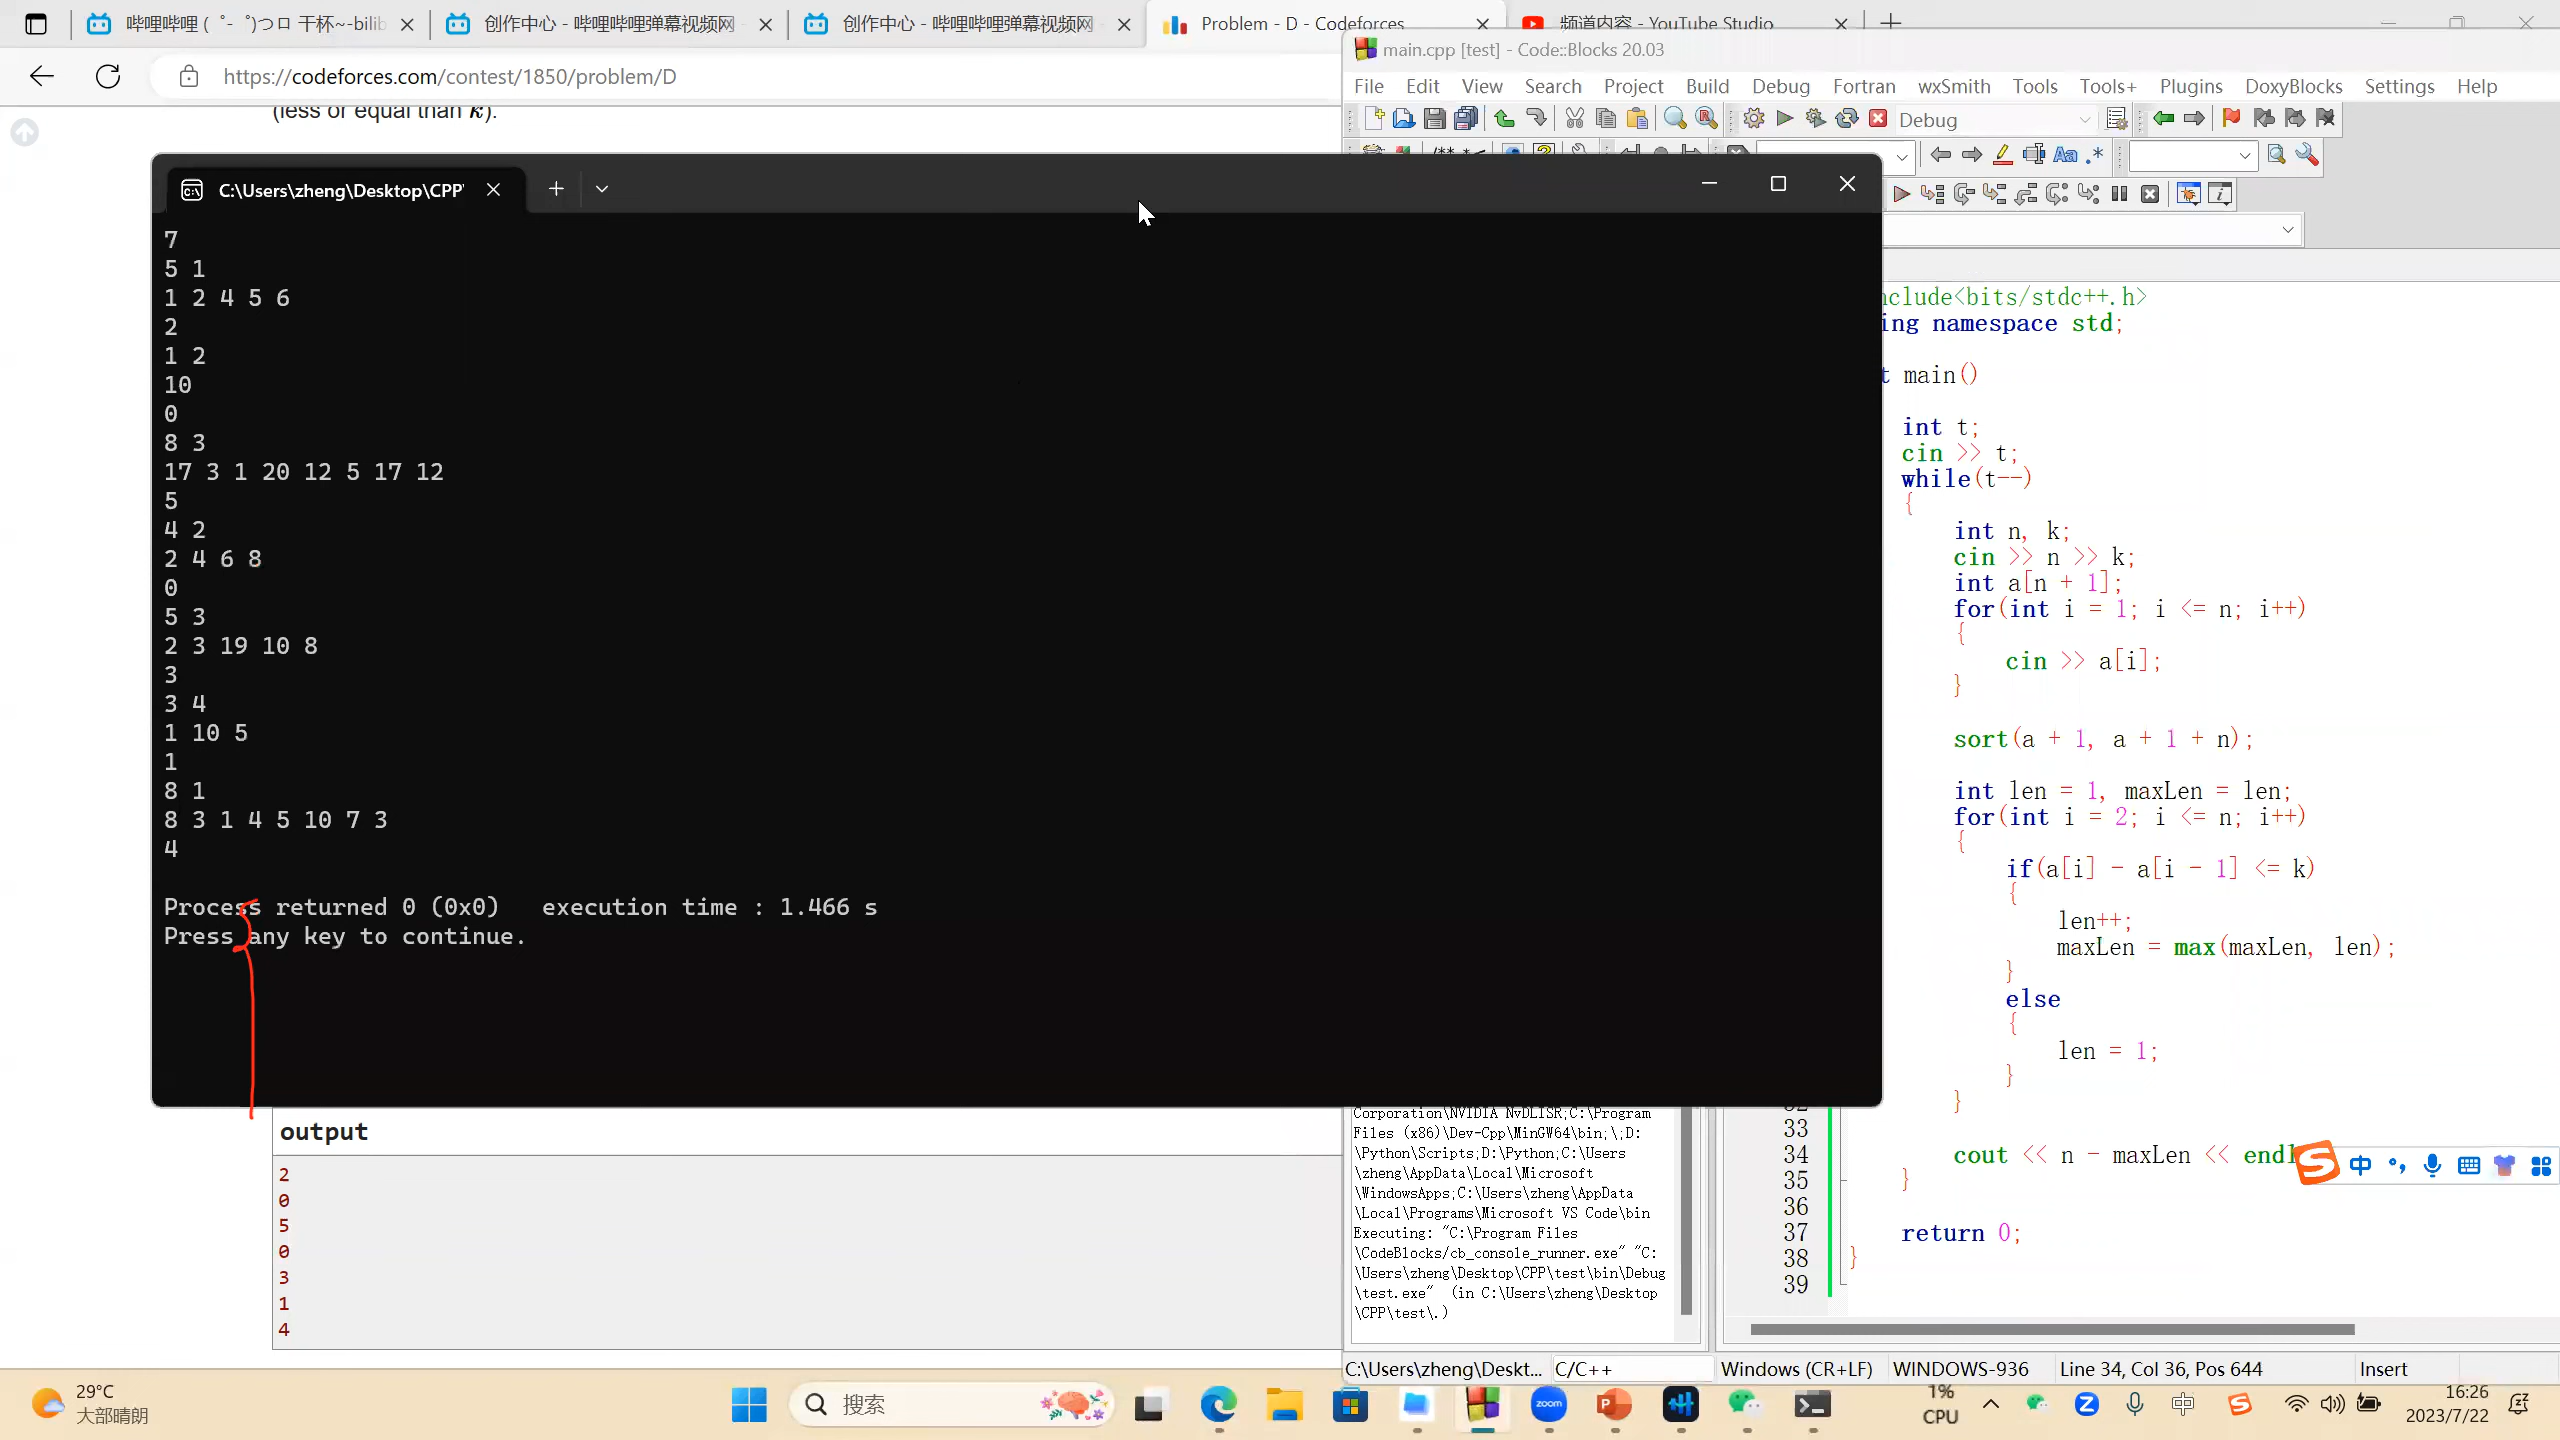 哔哩哔哩 (゜-゜)つロ 干杯~-bilib
创作中心 - 哔哩哔哩弹幕视频网
创作中心 - 哔哩哔哩弹幕视频网
Problem - D - Codeforces
频道内容 - YouTube Studio
https://codeforces.com/contest/1850/problem/D
(less or equal than k).
main.cpp [test] - Code::Blocks 20.03
File Edit View Search Project Build Debug Fortran wxSmith Tools Tools+ Plugins DoxyBlocks Settings Help
Debug
C:\Users\zheng\Desktop\CPP
7
5 1
1 2 4 5 6
2
1 2
10
0
8 3
17 3 1 20 12 5 17 12
5
4 2
2 4 6 8
0
5 3
2 3 19 10 8
3
3 4
1 10 5
1
8 1
8 3 1 4 5 10 7 3
4
Process returned 0 (0x0)   execution time : 1.466 s
Press any key to continue.
output
2
0
5
0
3
1
4
nclude<bits/stdc++.h>
ing namespace std;
t main()
int t;
cin >> t;
while(t--)
{
int n, k;
cin >> n >> k;
int a[n + 1];
for(int i = 1; i <= n; i++)
{
cin >> a[i];
}
sort(a + 1, a + 1 + n);
int len = 1, maxLen = len;
for(int i = 2; i <= n; i++)
{
if(a[i] - a[i - 1] <= k)
{
len++;
maxLen = max(maxLen, len);
}
else
{
len = 1;
}
}
33
34 cout << n - maxLen << endl
35 }
36
37 return 0;
38 }
39
Corporation\NVIDIA NvDLISR;C:\Program
Files (x86)\Dev-Cpp\MinGW64\bin;\;D:
\Python\Scripts;D:\Python;C:\Users
\zheng\AppData\Local\Microsoft
\WindowsApps;C:\Users\zheng\AppData
\Local\Programs\Microsoft VS Code\bin
Executing: "C:\Program Files
\CodeBlocks/cb_console_runner.exe" "C:
\Users\zheng\Desktop\CPP\test\bin\Debug
\test.exe"  (in C:\Users\zheng\Desktop
\CPP\test\.)
中
C:\Users\zheng\Deskt... C/C++ Windows (CR+LF) WINDOWS-936 Line 34, Col 36, Pos 644 Insert
29°C
大部晴朗
搜索
zoom
1%
CPU
中
16:26
2023/7/22